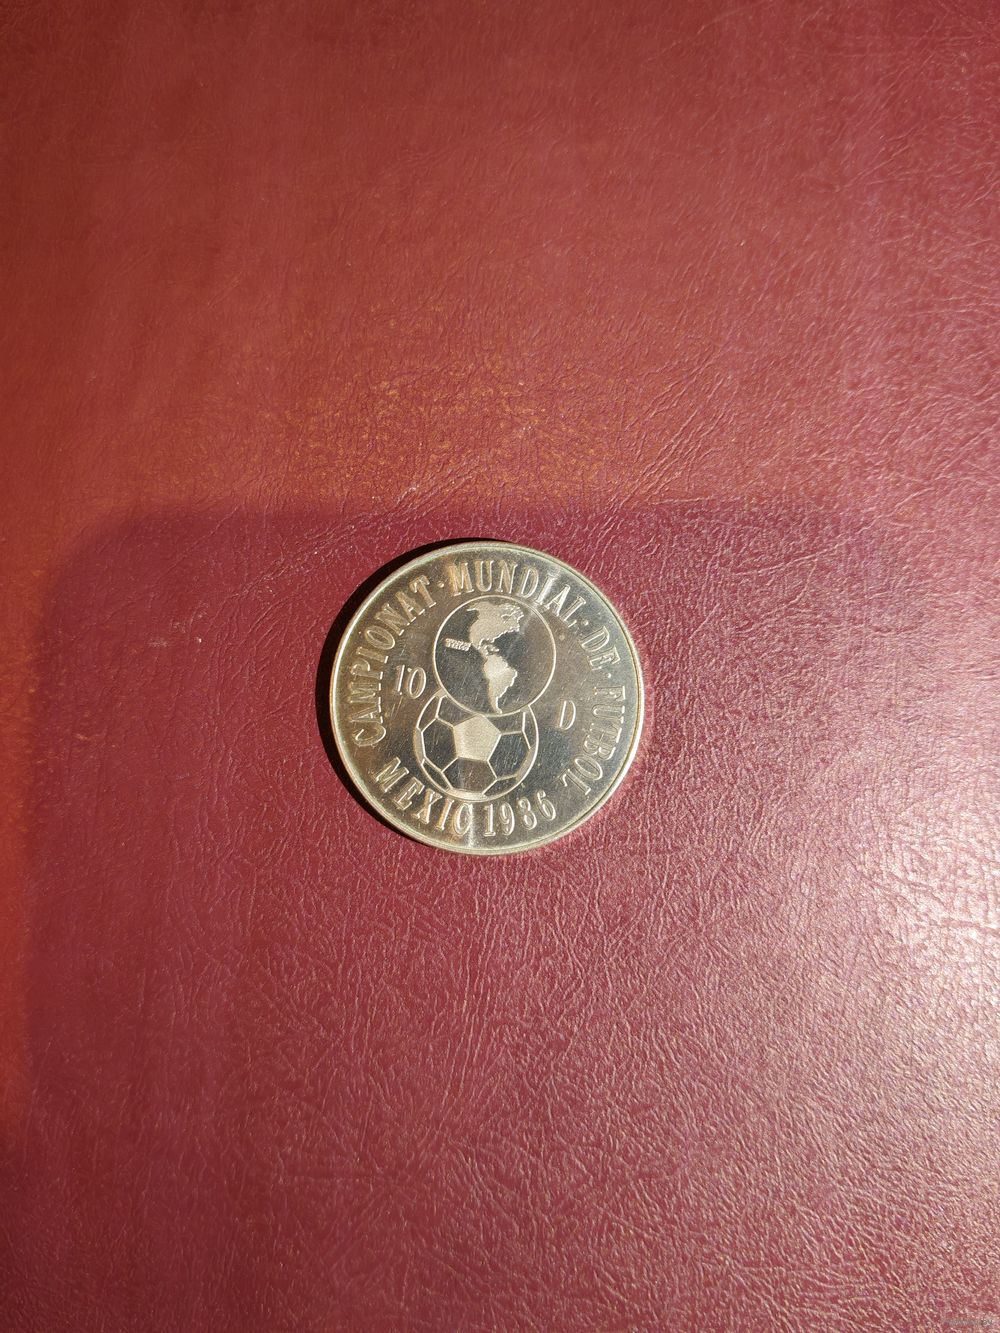 CAMPIONAT · MUNDIAL · DE · FUTBOL
10 D
MEXIC 1986